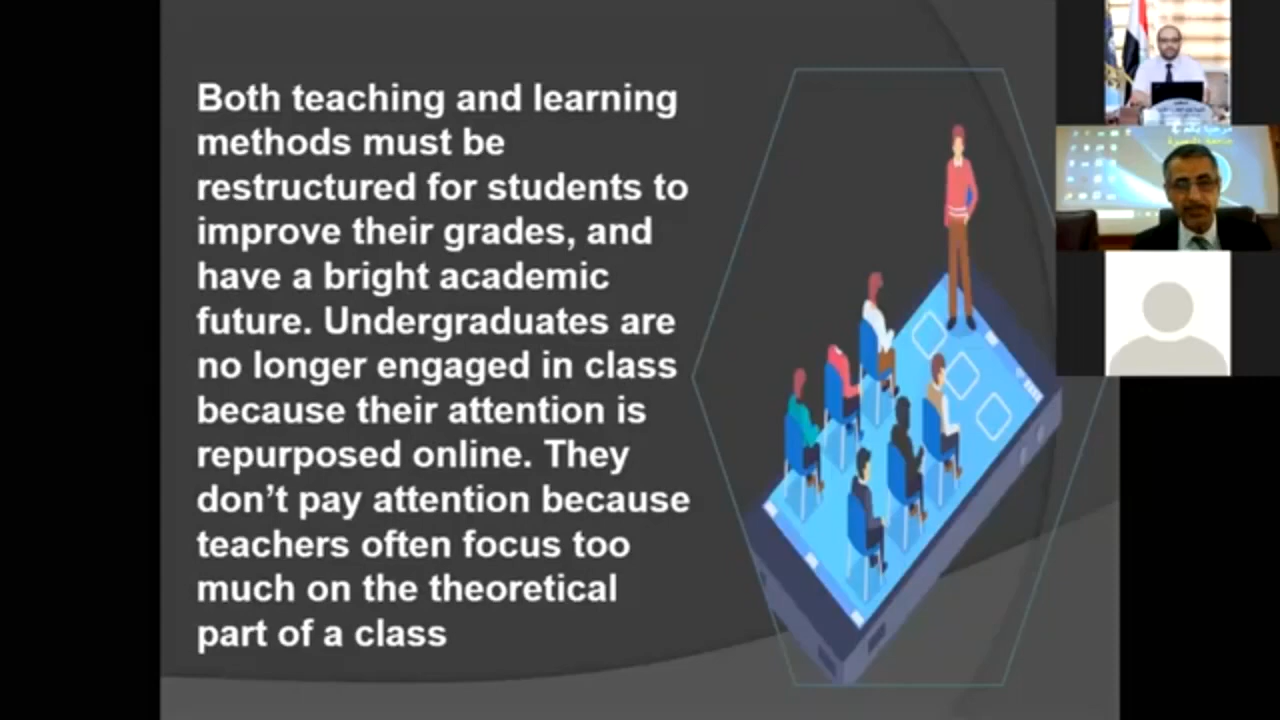 Both teaching and learning
methods must be
restructured for students to
improve their grades, and
have a bright academic
future. Undergraduates are
no longer engaged in class
because their attention is
repurposed online. They
don’t pay attention because
teachers often focus too
much on the theoretical
part of a class